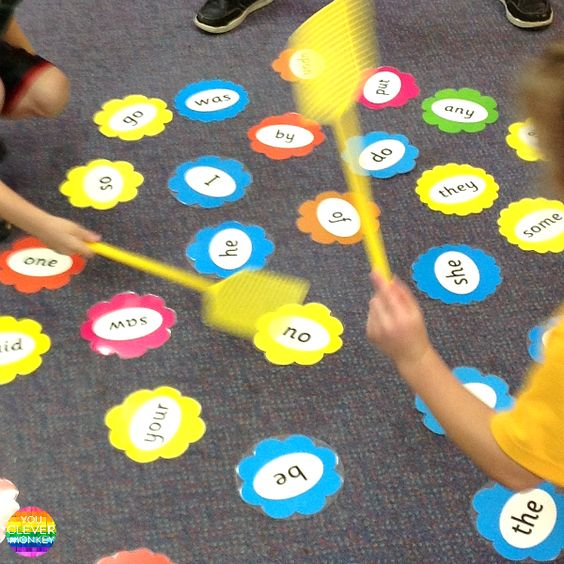 put
was
any
go
by
do
they
so
I
of
some
he
she
one
saw
no
your
be
the
YOU
CLEVER
MONKEY